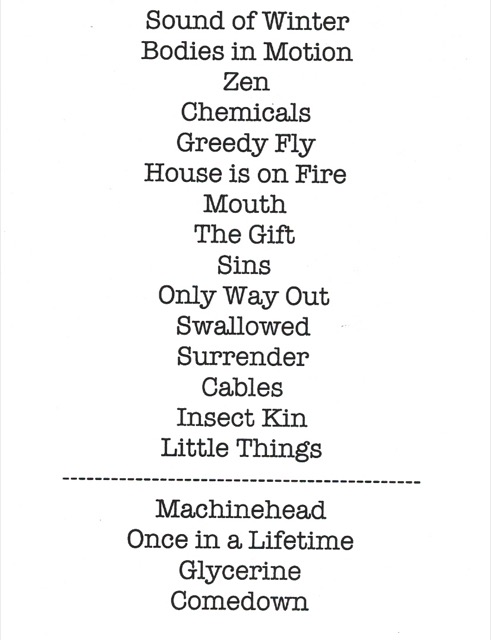 Sound of Winter
Bodies in Motion
Zen
Chemicals
Greedy Fly
House is on Fire
Mouth
The Gift
Sins
Only Way Out
Swallowed
Surrender
Cables
Insect Kin
Little Things
---------------------------------------------
Machinehead
Once in a Lifetime
Glycerine
Comedown